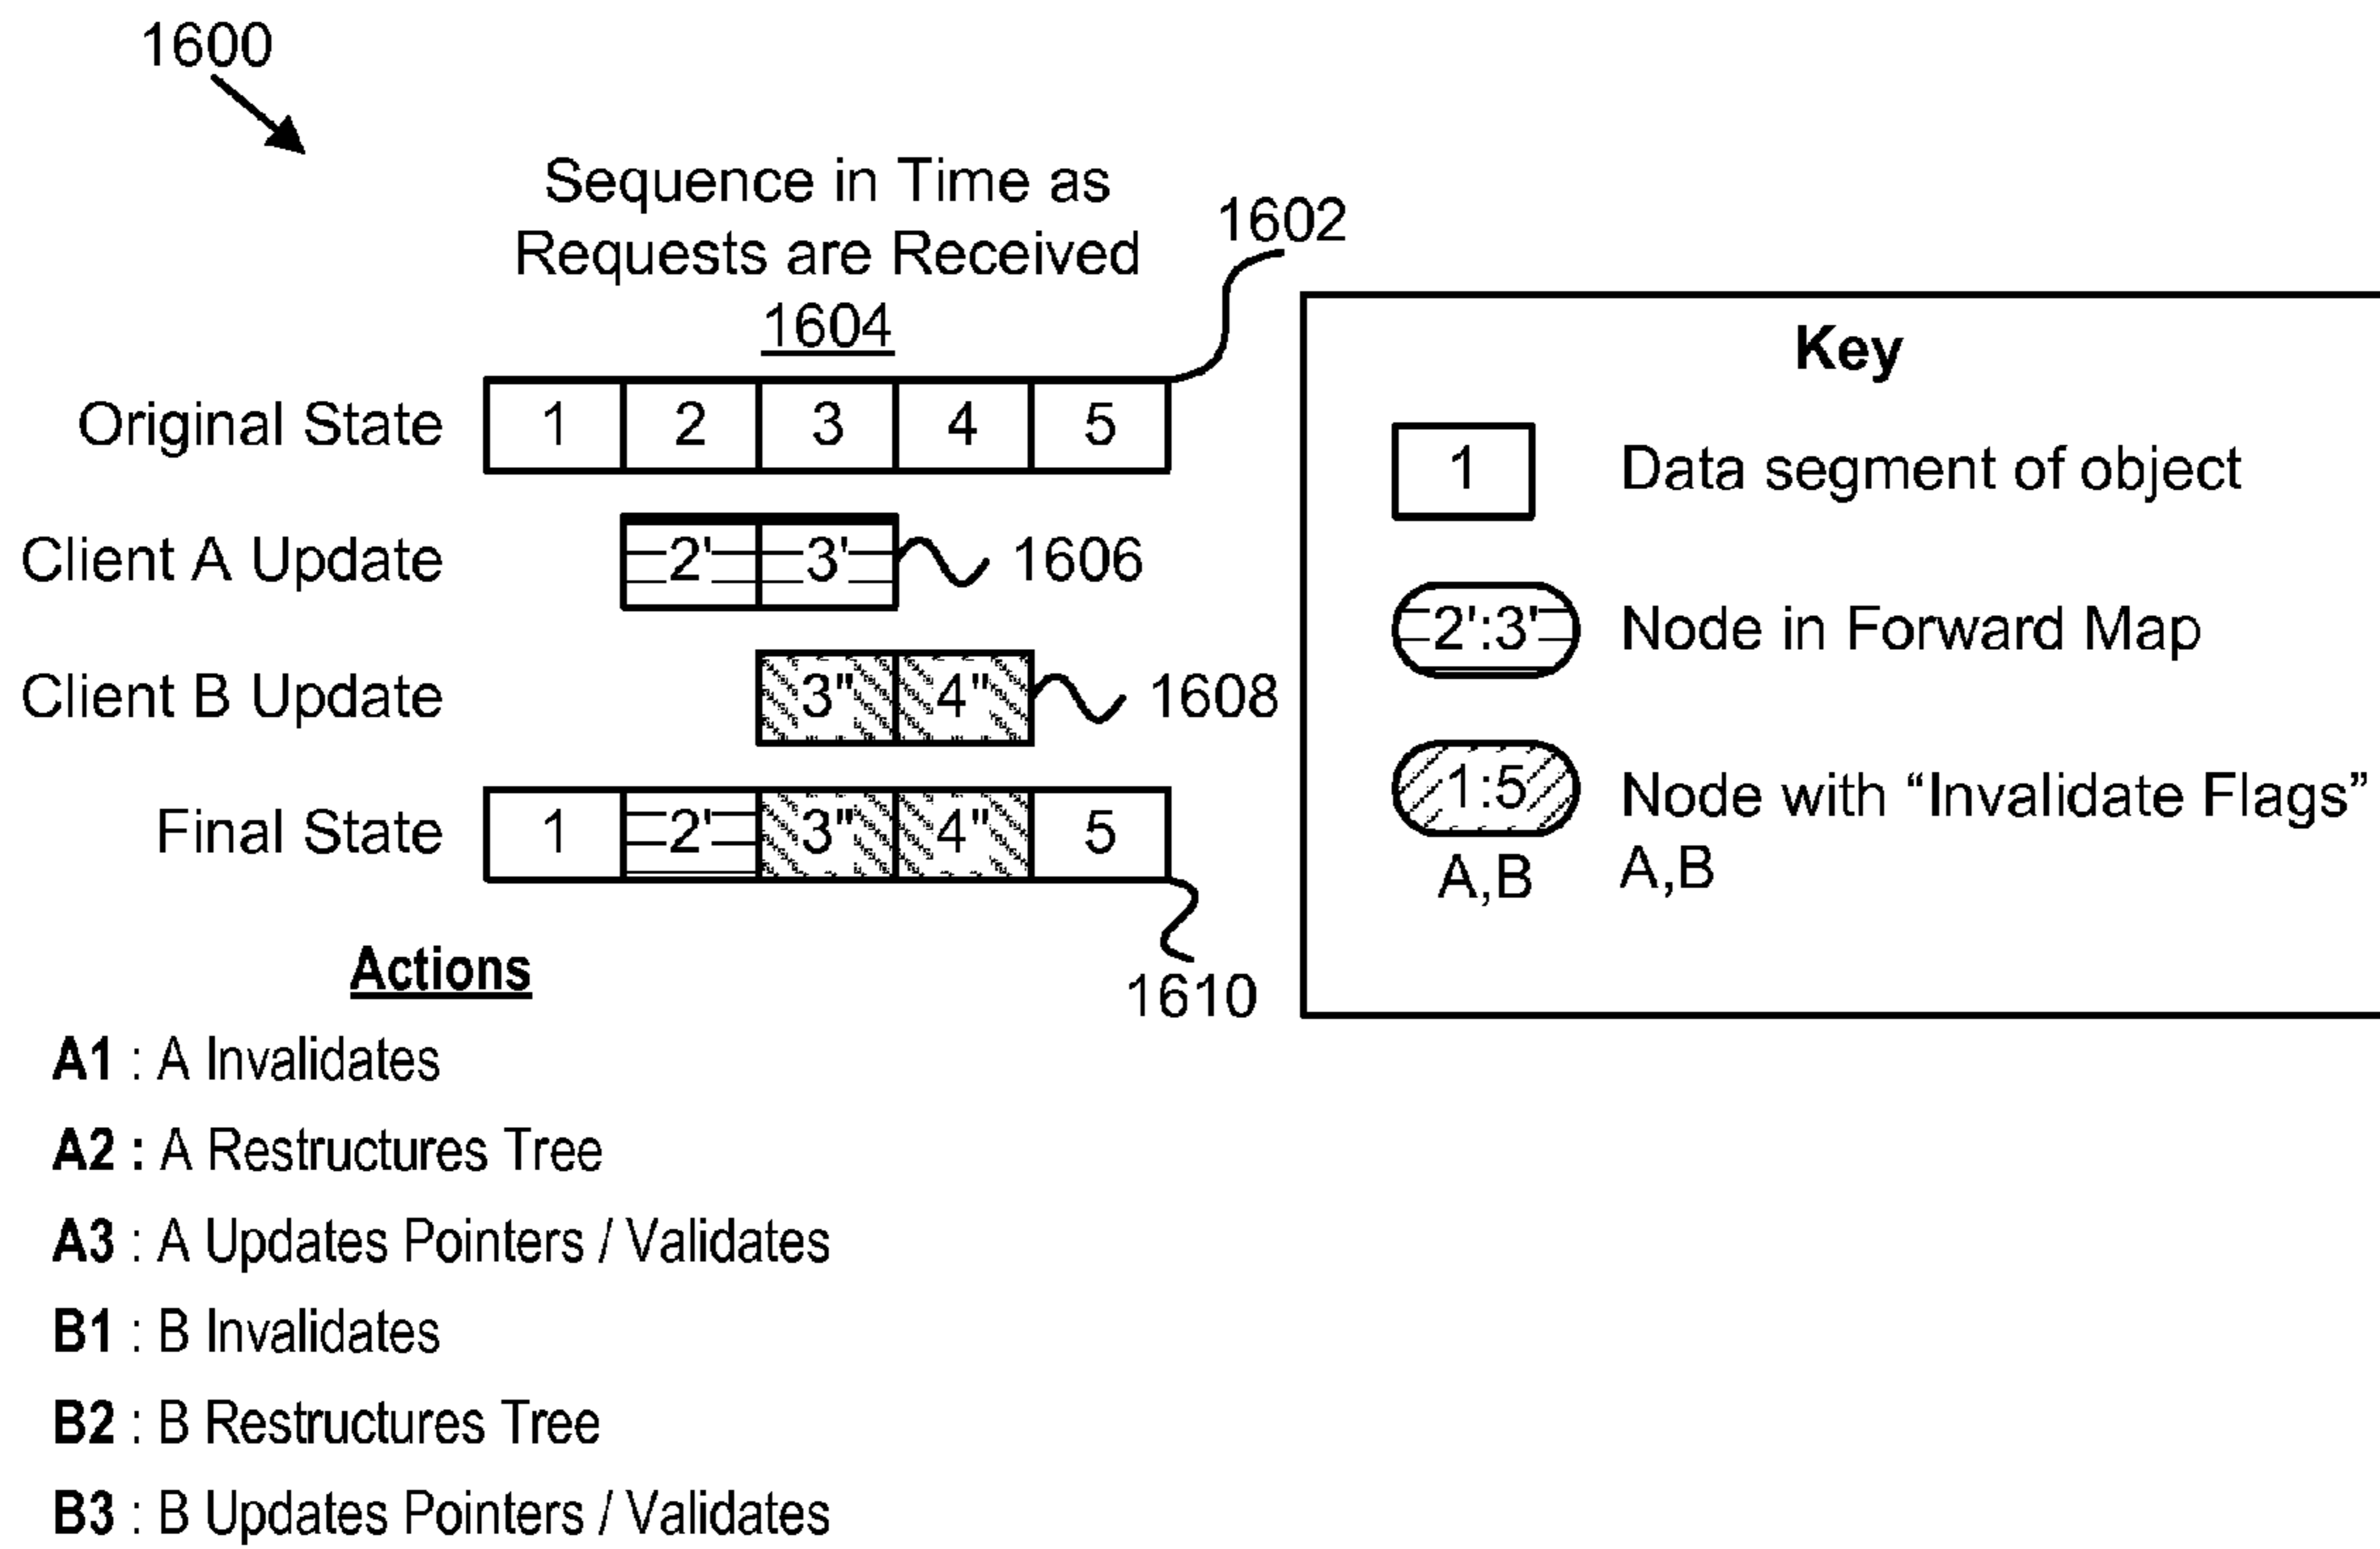 1600
Sequence in Time as
Requests are Received
1604
1602
Original State 1 2 3 4 5
Client A Update 2' 3' 1606
Client B Update 3" 4" 1608
Final State 1 2' 3" 4" 5
1610
Key
1 Data segment of object
2':3' Node in Forward Map
1:5 Node with “Invalidate Flags”
A,B A,B
Actions
A1 : A Invalidates
A2 : A Restructures Tree
A3 : A Updates Pointers / Validates
B1 : B Invalidates
B2 : B Restructures Tree
B3 : B Updates Pointers / Validates